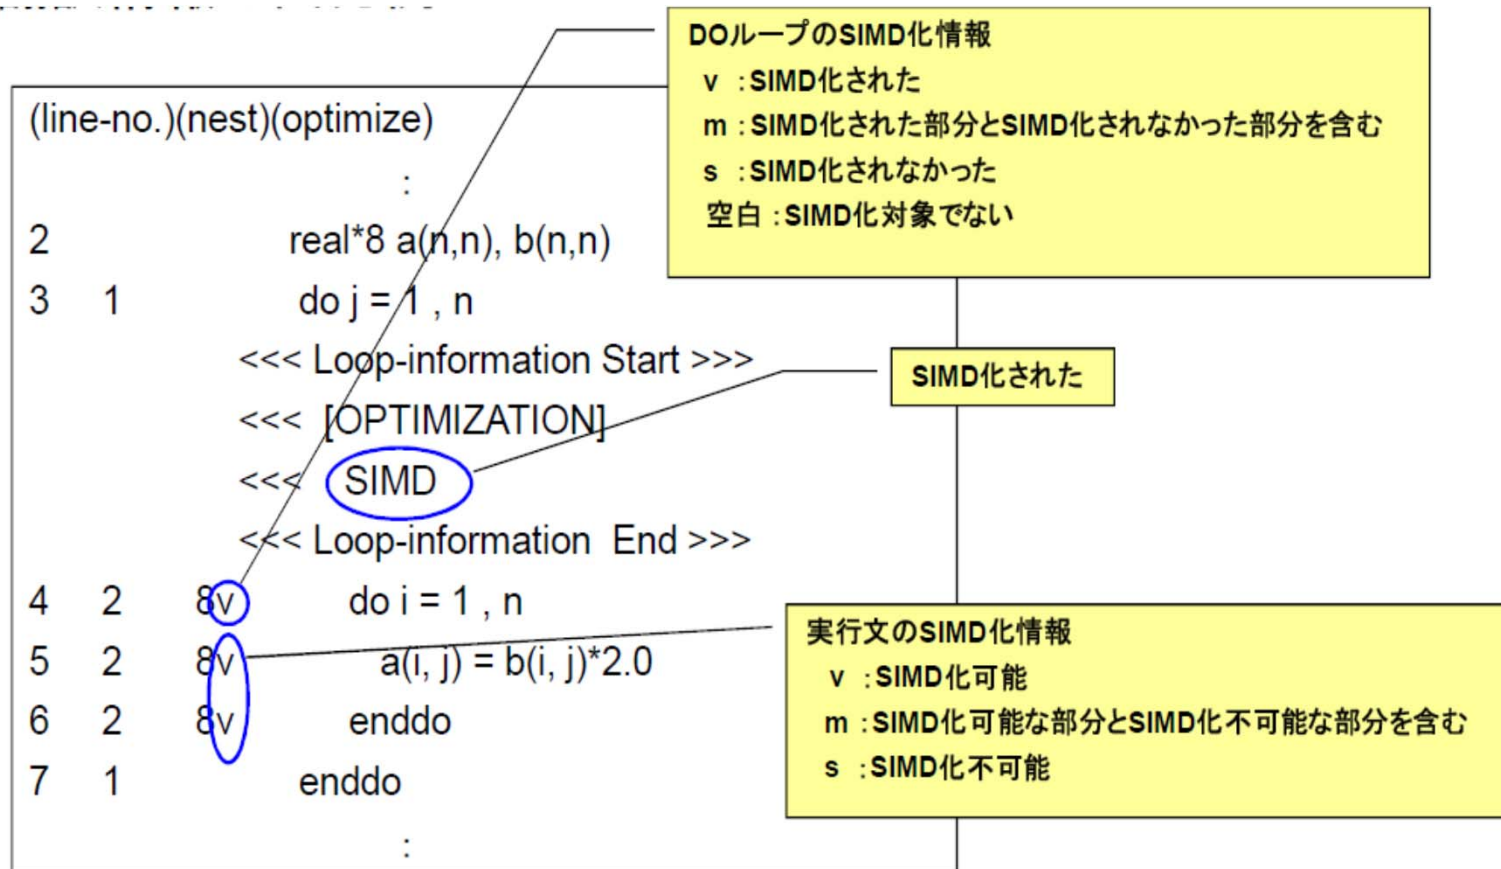 DOループのSIMD化情報
v :SIMD化された
m :SIMD化された部分とSIMD化されなかった部分を含む
s :SIMD化されなかった
空白 :SIMD化対象でない
(line-no.)(nest)(optimize)
:
2 real*8 a(n,n), b(n,n)
3 1 do j = 1 , n
<<< Loop-information Start >>>
<<< [OPTIMIZATION]
SIMD化された
<<< SIMD
<<< Loop-information End >>>
4 2 8v do i = 1 , n
5 2 8v a(i, j) = b(i, j)*2.0
6 2 8v enddo
7 1 enddo
:
実行文のSIMD化情報
v :SIMD化可能
m :SIMD化可能な部分とSIMD化不可能な部分を含む
s :SIMD化不可能